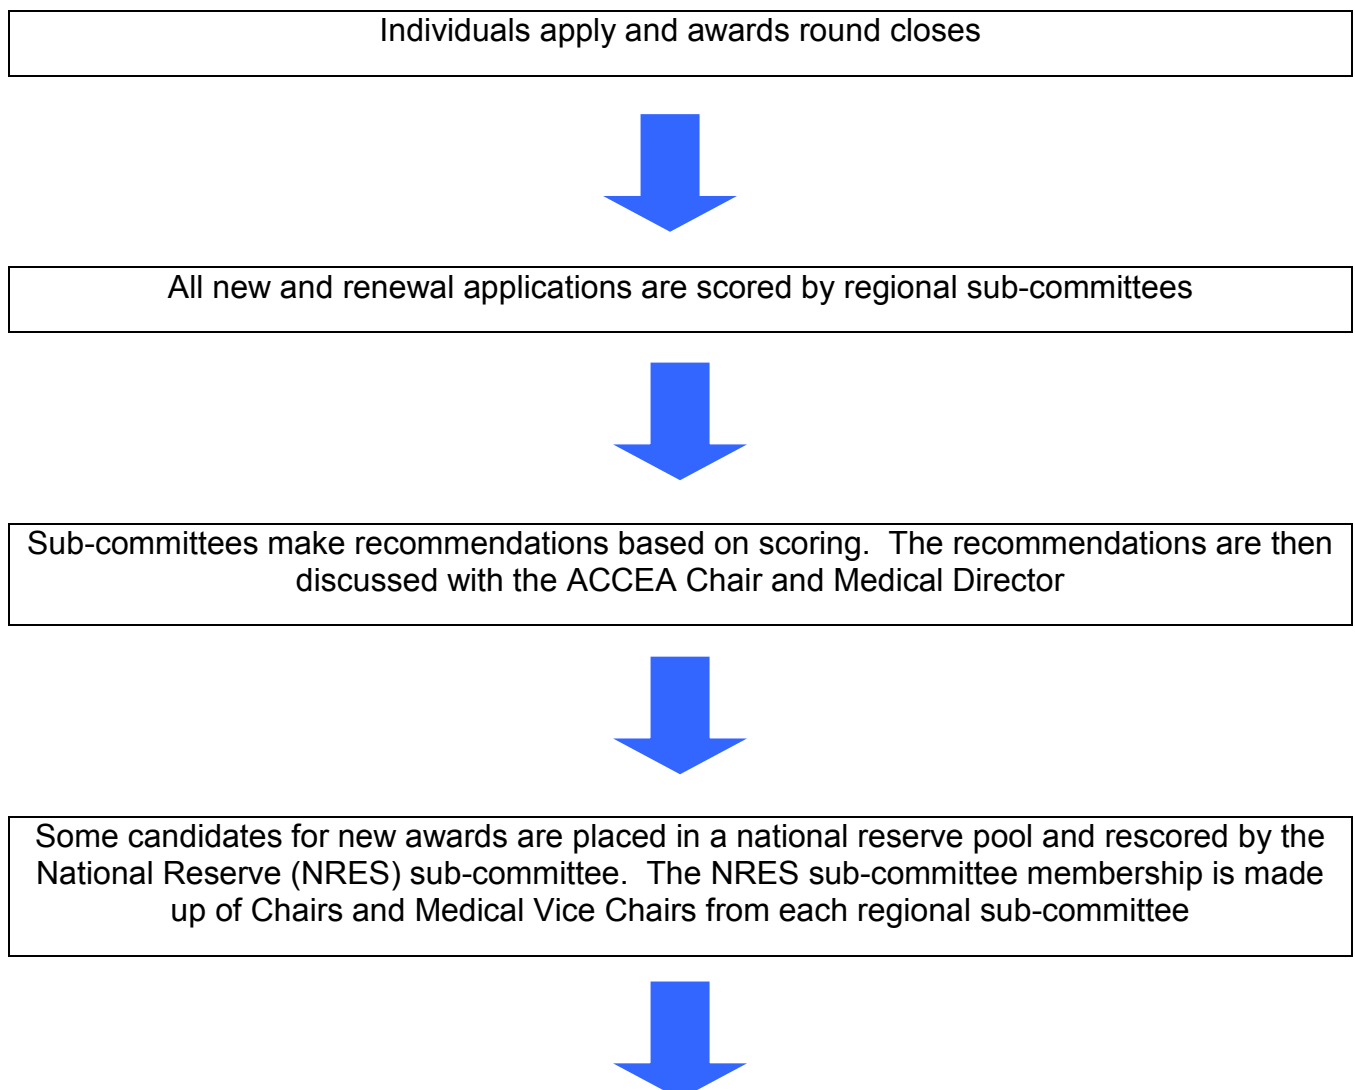 Individuals apply and awards round closes
All new and renewal applications are scored by regional sub-committees
Sub-committees make recommendations based on scoring.  The recommendations are then
discussed with the ACCEA Chair and Medical Director
Some candidates for new awards are placed in a national reserve pool and rescored by the
National Reserve (NRES) sub-committee.  The NRES sub-committee membership is made
up of Chairs and Medical Vice Chairs from each regional sub-committee